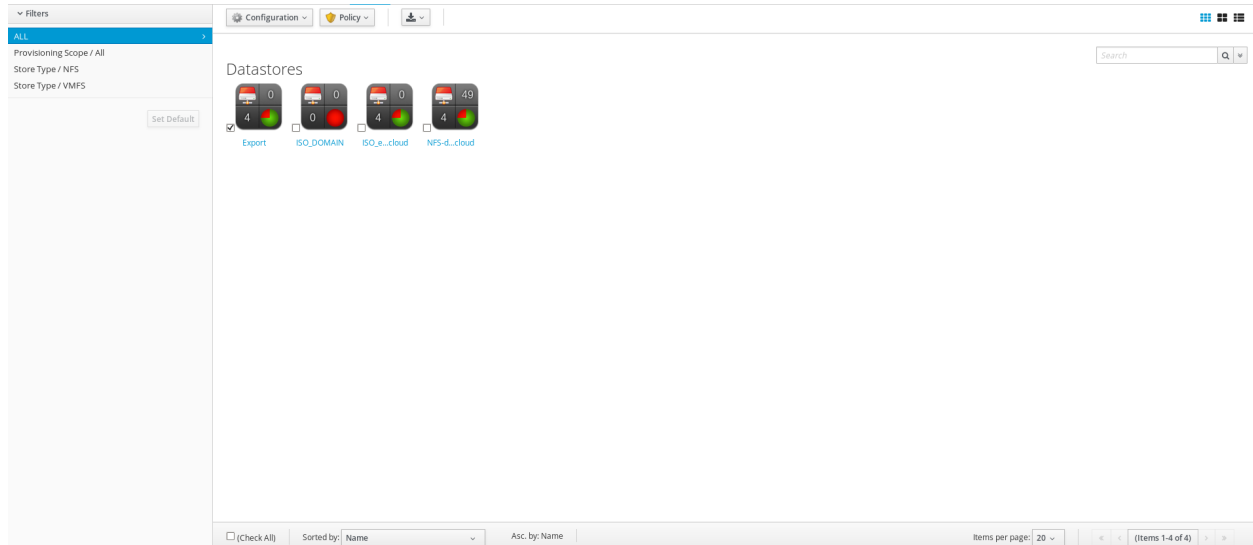 Filters
Configuration
Policy
ALL
Provisioning Scope / All
Store Type / NFS
Store Type / VMFS
Set Default
Search
Datastores
0 0 0 49
4 0 4 4
Export ISO_DOMAIN ISO_e...cloud NFS-d...cloud
(Check All) Sorted by: Name Asc. by: Name Items per page: 20 « < (Items 1-4 of 4) > »